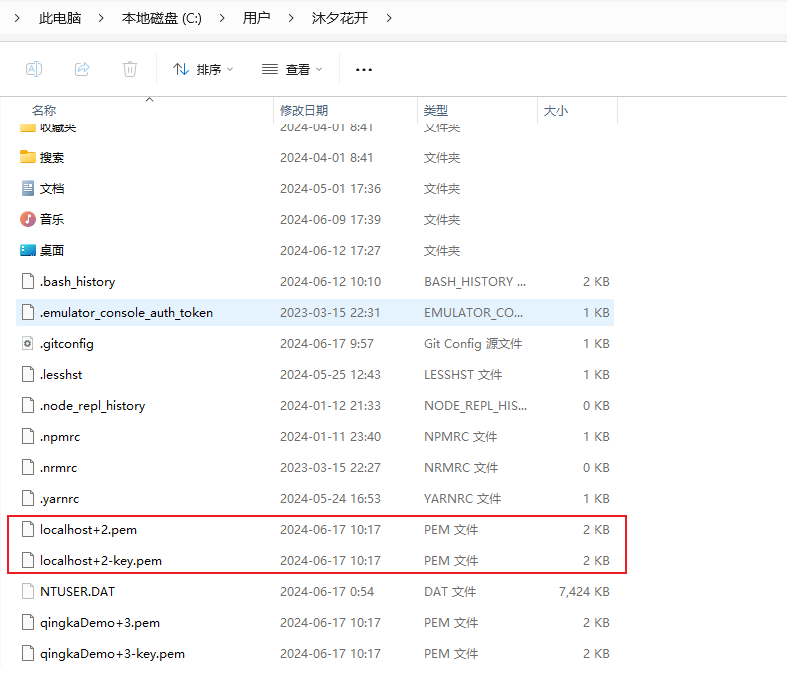 此电脑 本地磁盘 (C:) 用户 沐夕花开
排序 查看
名称 修改日期 类型 大小
收藏夹 2024-04-01 8:41 文件夹
搜索 2024-04-01 8:41 文件夹
文档 2024-05-01 17:36 文件夹
音乐 2024-06-09 17:39 文件夹
桌面 2024-06-12 17:27 文件夹
.bash_history 2024-06-12 10:10 BASH_HISTORY ... 2 KB
.emulator_console_auth_token 2023-03-15 22:31 EMULATOR_CO... 1 KB
.gitconfig 2024-06-17 9:57 Git Config 源文件 1 KB
.lesshst 2024-05-25 12:43 LESSHST 文件 1 KB
.node_repl_history 2024-01-12 21:33 NODE_REPL_HIS... 0 KB
.npmrc 2024-01-11 23:40 NPMRC 文件 1 KB
.nrmrc 2023-03-15 22:27 NRMRC 文件 0 KB
.yarnrc 2024-05-24 16:53 YARNRC 文件 1 KB
localhost+2.pem 2024-06-17 10:17 PEM 文件 2 KB
localhost+2-key.pem 2024-06-17 10:17 PEM 文件 2 KB
NTUSER.DAT 2024-06-17 0:54 DAT 文件 7,424 KB
qingkaDemo+3.pem 2024-06-17 10:17 PEM 文件 2 KB
qingkaDemo+3-key.pem 2024-06-17 10:17 PEM 文件 2 KB